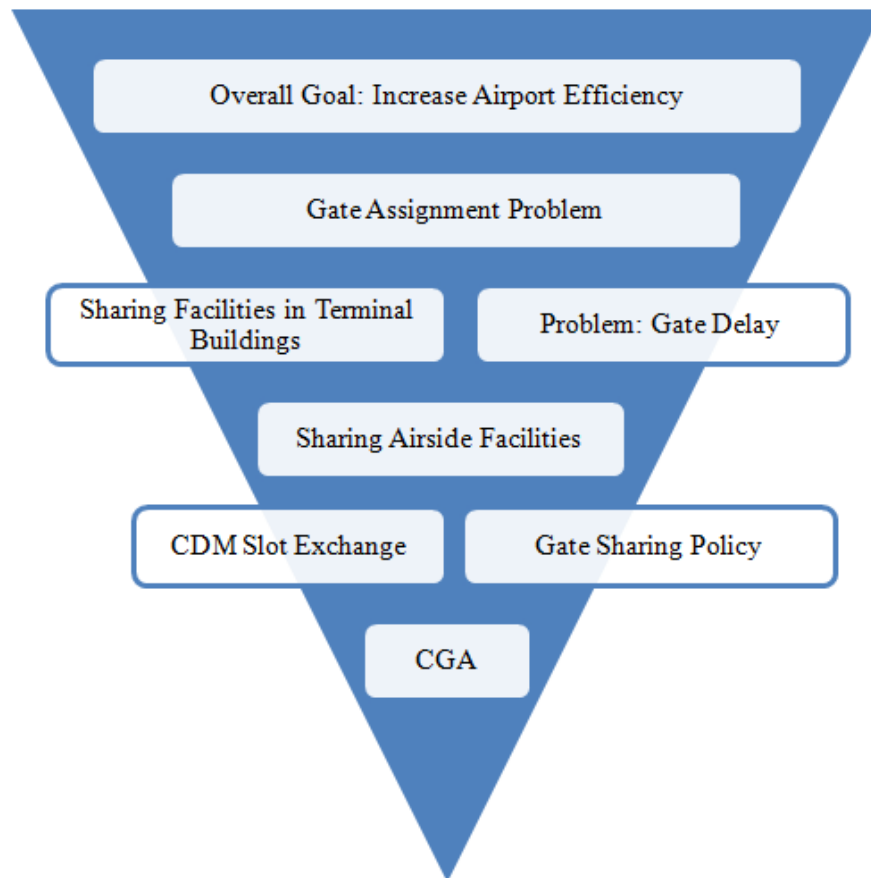 Overall Goal: Increase Airport Efficiency
Gate Assignment Problem
Sharing Facilities in Terminal
Buildings
Problem: Gate Delay
Sharing Airside Facilities
CDM Slot Exchange
Gate Sharing Policy
CGA